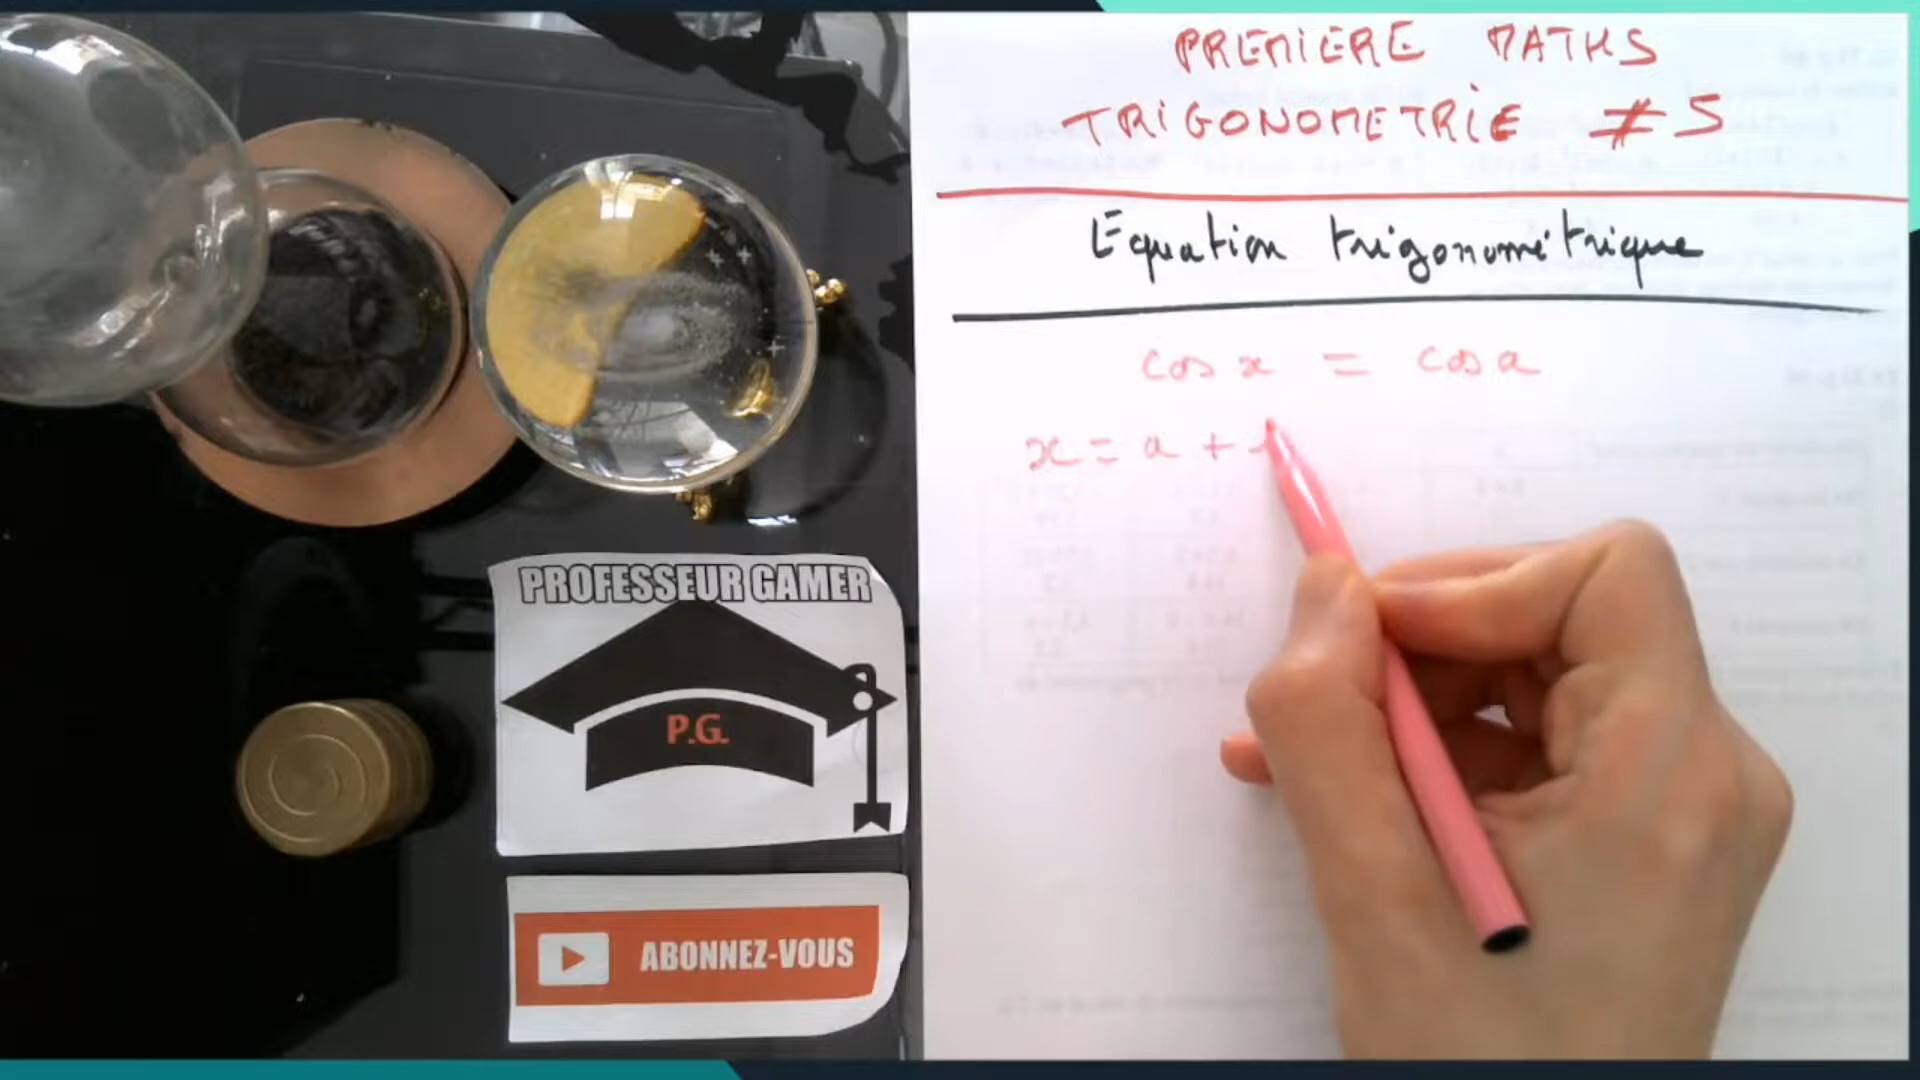 PREMIERE MATHS
TRIGONOMETRIE #5
Equation trigonométrique
cos x = cos a
x = a +
PROFESSEUR GAMER
P.G.
ABONNEZ-VOUS